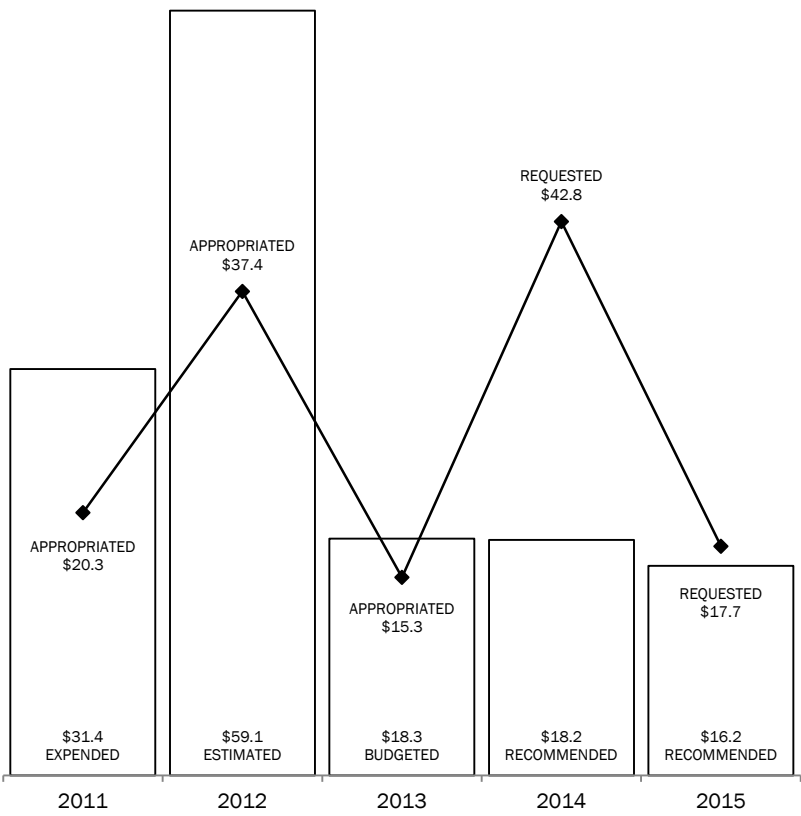 REQUESTED
$42.8
APPROPRIATED
$37.4
APPROPRIATED
$20.3
APPROPRIATED
$15.3
REQUESTED
$17.7
$31.4
EXPENDED
$59.1
ESTIMATED
$18.3
BUDGETED
$18.2
RECOMMENDED
$16.2
RECOMMENDED
2011
2012
2013
2014
2015